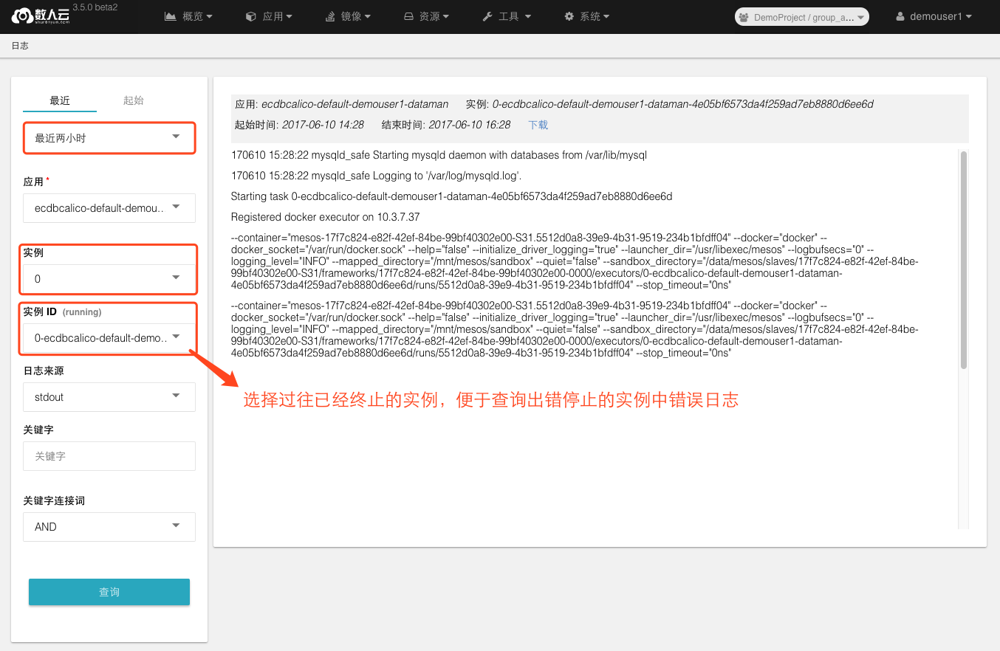 数人云 3.5.0 beta2
shurenyun.com
概览 应用 镜像 资源 工具 系统 DemoProject / group_a... demouser1
日志
最近 起始
最近两小时
应用 *
ecdbcalico-default-demou...
实例
0
实例 ID (running)
0-ecdbcalico-default-demo...
日志来源
stdout
关键字
关键字
关键字连接词
AND
查询
应用: ecdbcalico-default-demouser1-dataman 实例: 0-ecdbcalico-default-demouser1-dataman-4e05bf6573da4f259ad7eb8880d6ee6d
起始时间: 2017-06-10 14:28 结束时间: 2017-06-10 16:28 下载
170610 15:28:22 mysqld_safe Starting mysqld daemon with databases from /var/lib/mysql
170610 15:28:22 mysqld_safe Logging to '/var/log/mysqld.log'.
Starting task 0-ecdbcalico-default-demouser1-dataman-4e05bf6573da4f259ad7eb8880d6ee6d
Registered docker executor on 10.3.7.37
--container="mesos-17f7c824-e82f-42ef-84be-99bf40302e00-S31.5512d0a8-39e9-4b31-9519-234b1bfdff04" --docker="docker" --
docker_socket="/var/run/docker.sock" --help="false" --initialize_driver_logging="true" --launcher_dir="/usr/libexec/mesos" --logbufsecs="0" --
logging_level="INFO" --mapped_directory="/mnt/mesos/sandbox" --quiet="false" --sandbox_directory="/data/mesos/slaves/17f7c824-e82f-42ef-84be-
99bf40302e00-S31/frameworks/17f7c824-e82f-42ef-84be-99bf40302e00-0000/executors/0-ecdbcalico-default-demouser1-dataman-
4e05bf6573da4f259ad7eb8880d6ee6d/runs/5512d0a8-39e9-4b31-9519-234b1bfdff04" --stop_timeout="0ns"
--container="mesos-17f7c824-e82f-42ef-84be-99bf40302e00-S31.5512d0a8-39e9-4b31-9519-234b1bfdff04" --docker="docker" --
docker_socket="/var/run/docker.sock" --help="false" --initialize_driver_logging="true" --launcher_dir="/usr/libexec/mesos" --logbufsecs="0" --
logging_level="INFO" --mapped_directory="/mnt/mesos/sandbox" --quiet="false" --sandbox_directory="/data/mesos/slaves/17f7c824-e82f-42ef-84be-
99bf40302e00-S31/frameworks/17f7c824-e82f-42ef-84be-99bf40302e00-0000/executors/0-ecdbcalico-default-demouser1-dataman-
4e05bf6573da4f259ad7eb8880d6ee6d/runs/5512d0a8-39e9-4b31-9519-234b1bfdff04" --stop_timeout="0ns"
选择过往已经终止的实例，便于查询出错停止的实例中错误日志